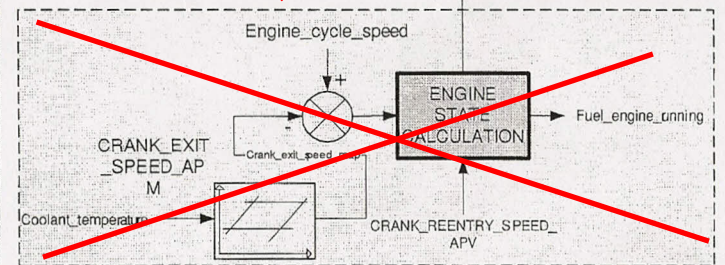 Engine_cycle_speed
+
ENGINE
STATE
CALCULATION
Fuel_engine_running
-
CRANK_EXIT
_SPEED_AP
M
Crank_exit_speed_map
Coolant_temperature
CRANK_REENTRY_SPEED_
APV